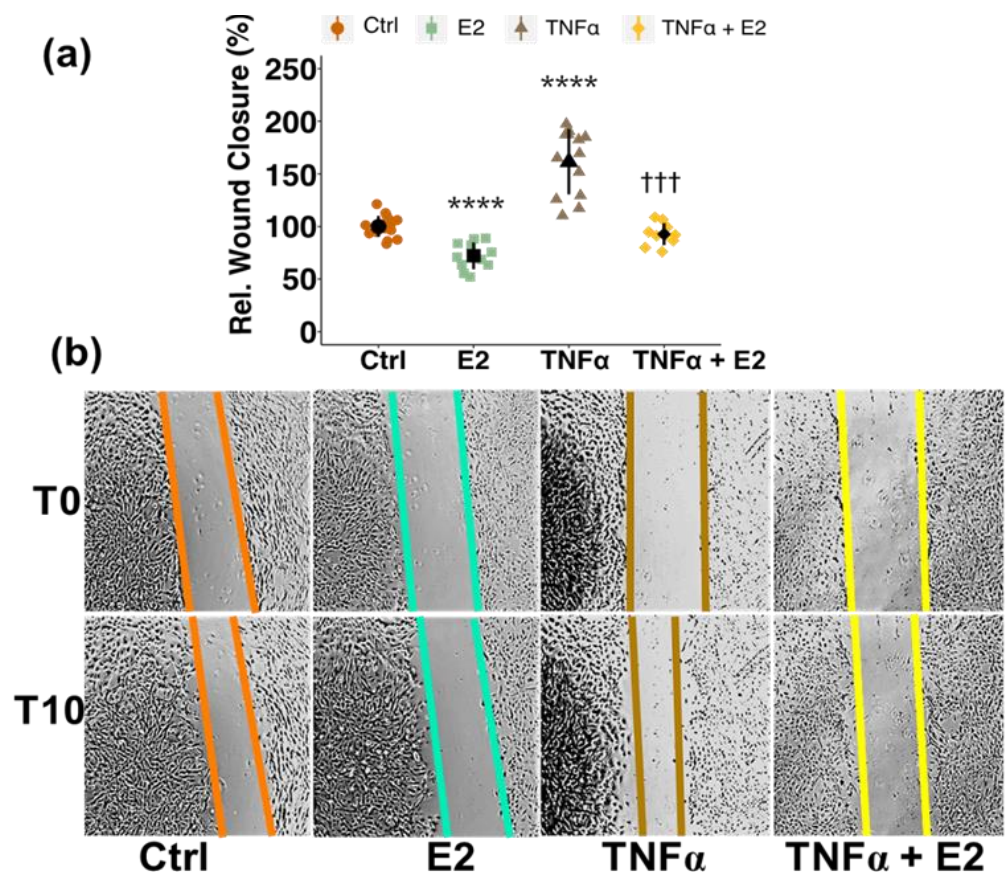 (a)
Ctrl E2 TNFα TNFα + E2
Rel. Wound Closure (%)
250
200
150
100
50
0
****
****
†††
Ctrl E2 TNFα TNFα + E2
(b)
T0
T10
Ctrl E2 TNFα TNFα + E2